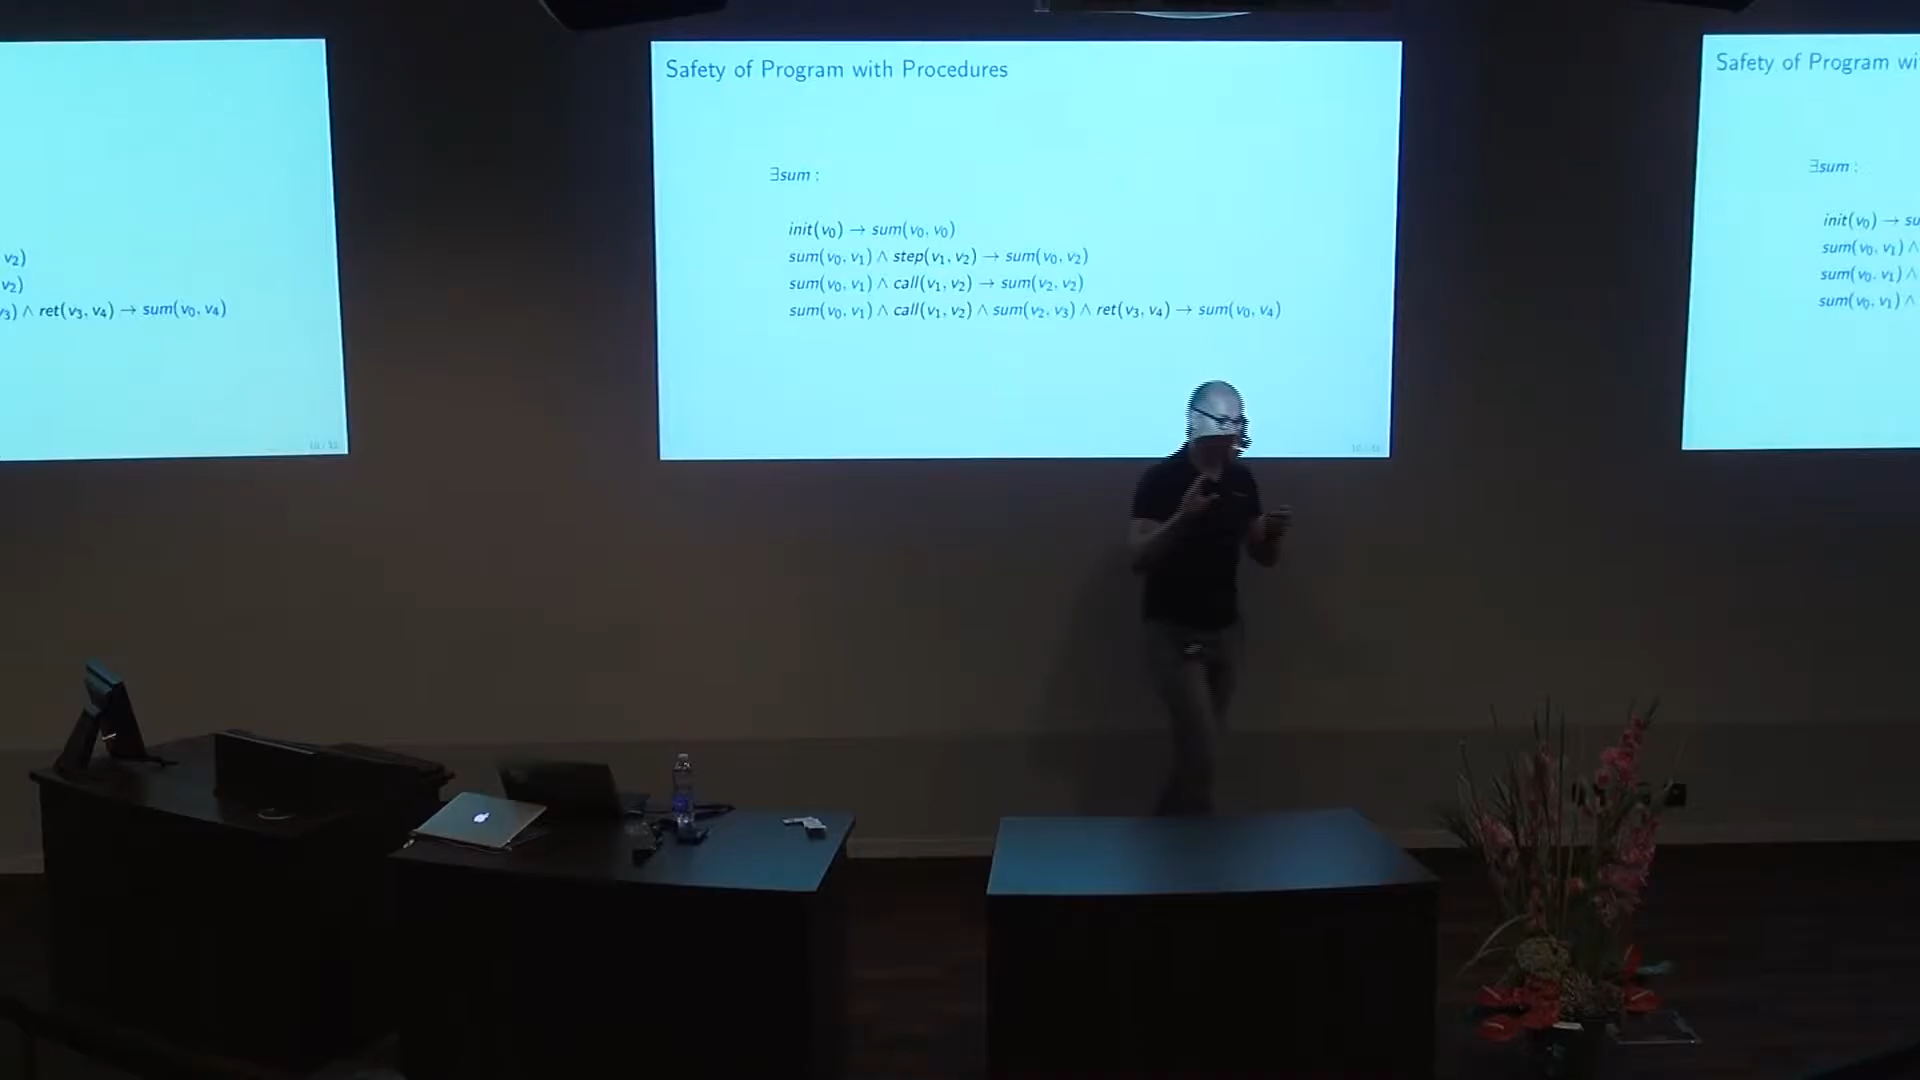 v₂)
v₂)
v₃) ∧ ret(v₃, v₄) → sum(v₀, v₄)
Safety of Program with Procedures
∃sum :
init(v₀) → sum(v₀, v₀)
sum(v₀, v₁) ∧ step(v₁, v₂) → sum(v₀, v₂)
sum(v₀, v₁) ∧ call(v₁, v₂) → sum(v₂, v₂)
sum(v₀, v₁) ∧ call(v₁, v₂) ∧ sum(v₂, v₃) ∧ ret(v₃, v₄) → sum(v₀, v₄)
Safety of Program wi
∃sum :
init(v₀) → su
sum(v₀, v₁) ∧
sum(v₀, v₁) ∧
sum(v₀, v₁) ∧